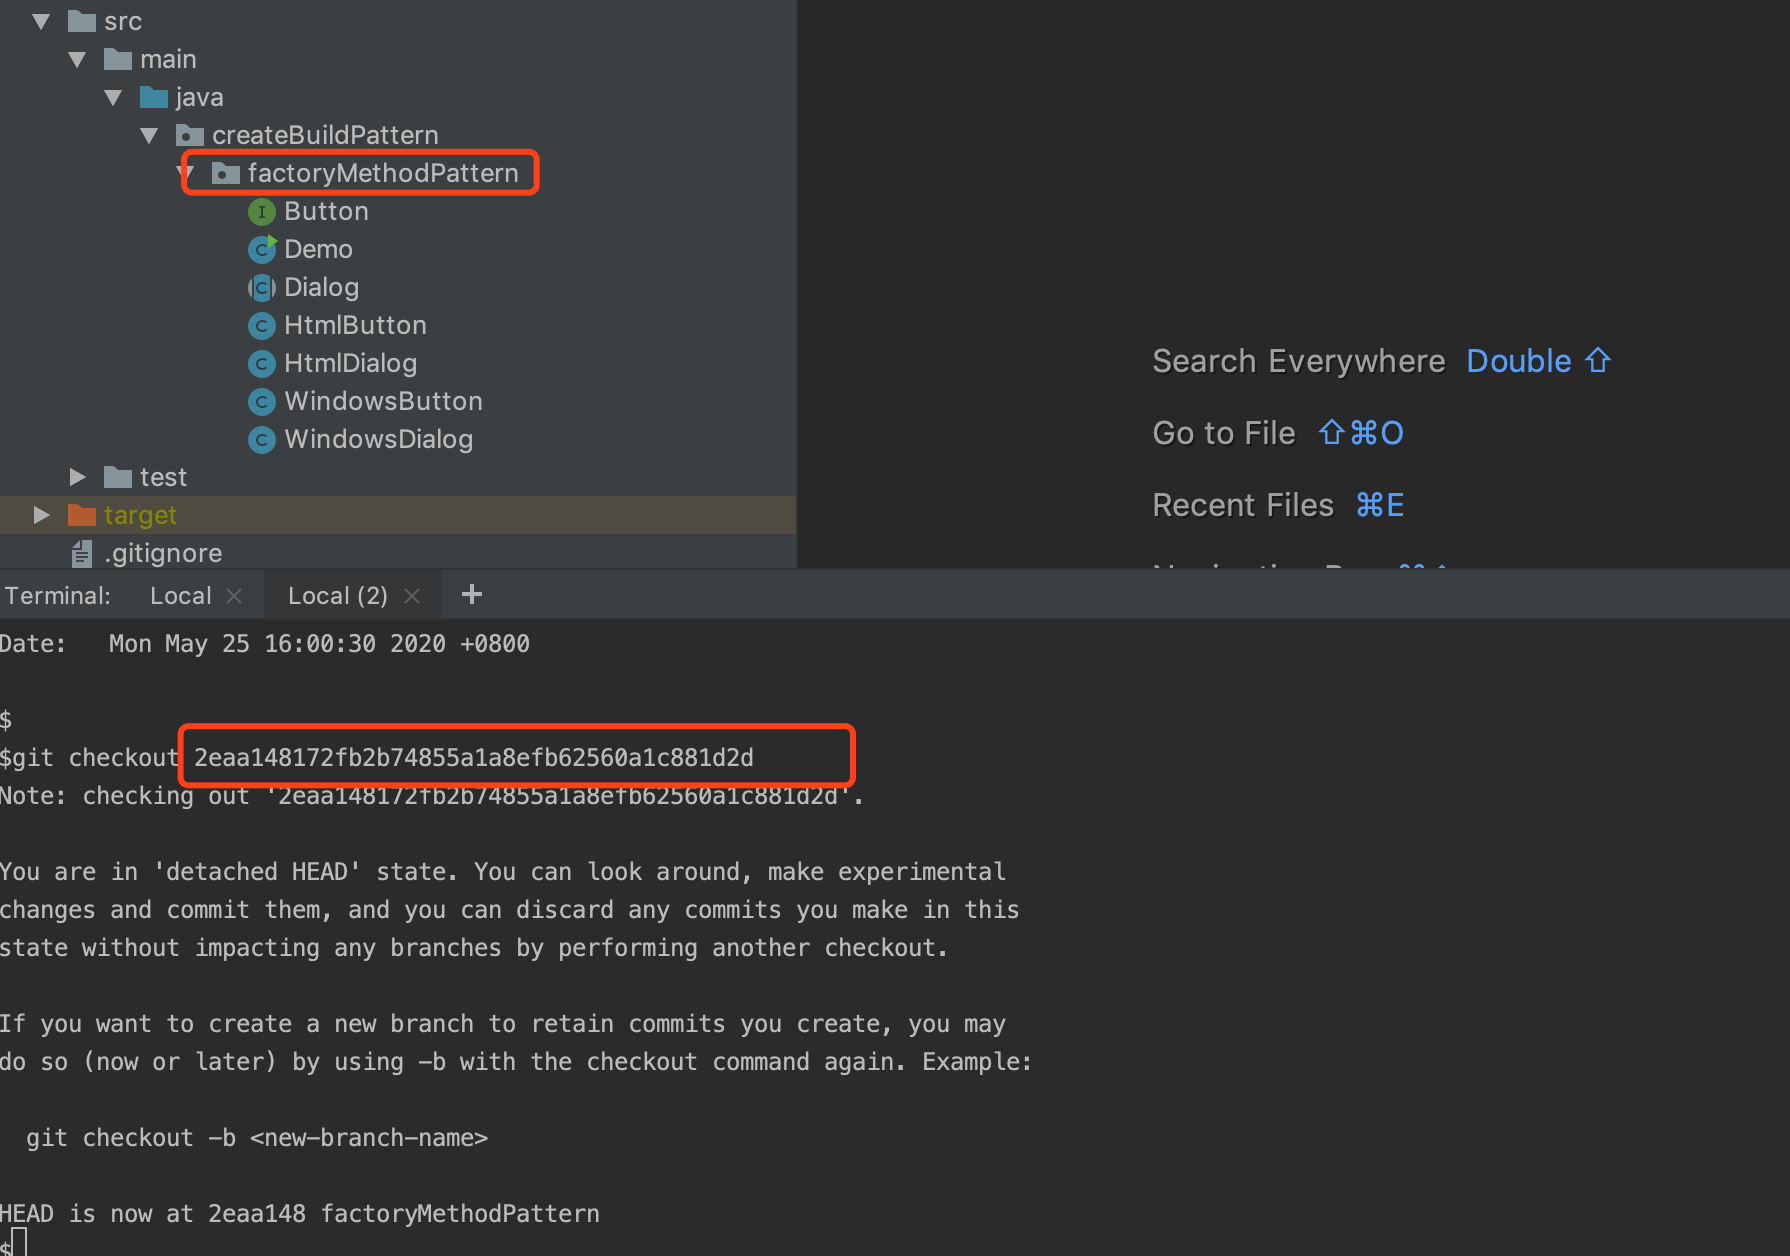 src
main
java
createBuildPattern
factoryMethodPattern
Button
Demo
Dialog
HtmlButton
HtmlDialog
WindowsButton
WindowsDialog
test
target
.gitignore
Search Everywhere Double ⇧
Go to File ⇧⌘O
Recent Files ⌘E
Terminal: Local Local (2)
Date: Mon May 25 16:00:30 2020 +0800
$
$git checkout 2eaa148172fb2b74855a1a8efb62560a1c881d2d
Note: checking out '2eaa148172fb2b74855a1a8efb62560a1c881d2d'.
You are in 'detached HEAD' state. You can look around, make experimental
changes and commit them, and you can discard any commits you make in this
state without impacting any branches by performing another checkout.
If you want to create a new branch to retain commits you create, you may
do so (now or later) by using -b with the checkout command again. Example:
git checkout -b <new-branch-name>
HEAD is now at 2eaa148 factoryMethodPattern
$